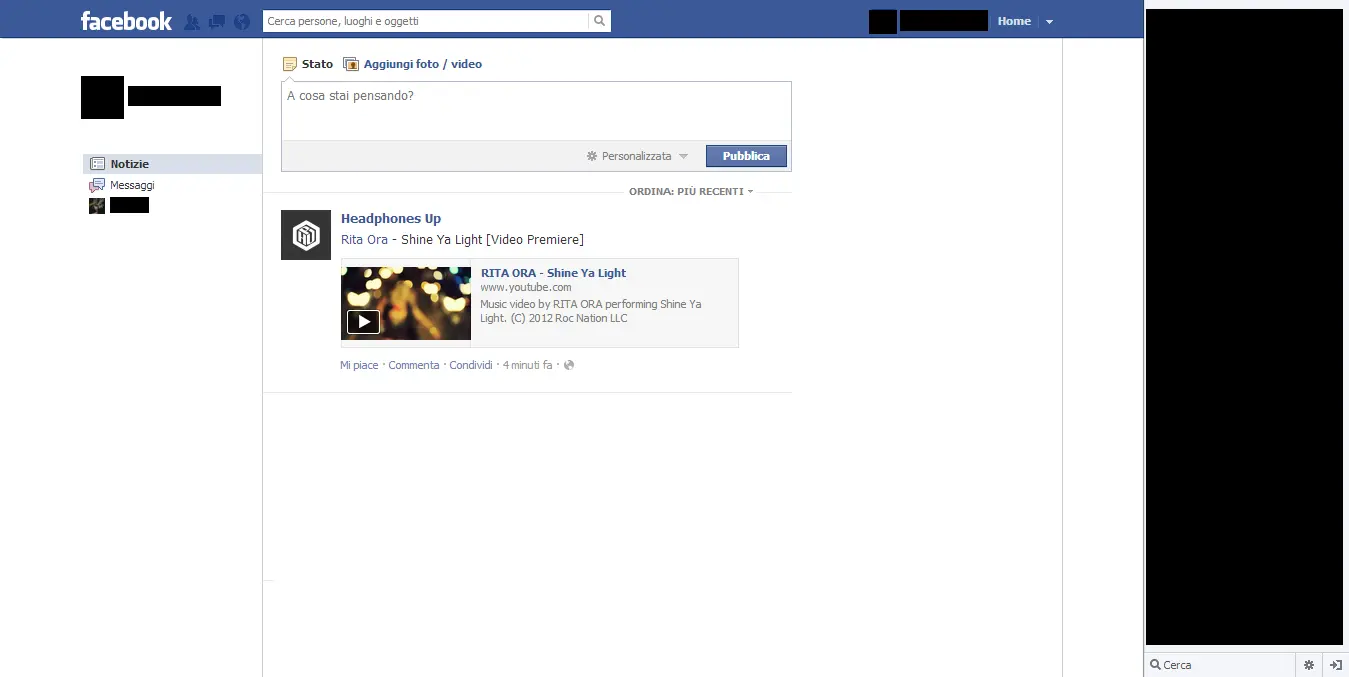 facebook
Cerca persone, luoghi e oggetti
Home
Stato
Aggiungi foto / video
A cosa stai pensando?
Personalizzata
Pubblica
Notizie
Messaggi
ORDINA: PIÙ RECENTI
Headphones Up
Rita Ora - Shine Ya Light [Video Premiere]
RITA ORA - Shine Ya Light
www.youtube.com
Music video by RITA ORA performing Shine Ya
Light. (C) 2012 Roc Nation LLC
Mi piace · Commenta · Condividi · 4 minuti fa ·
Cerca